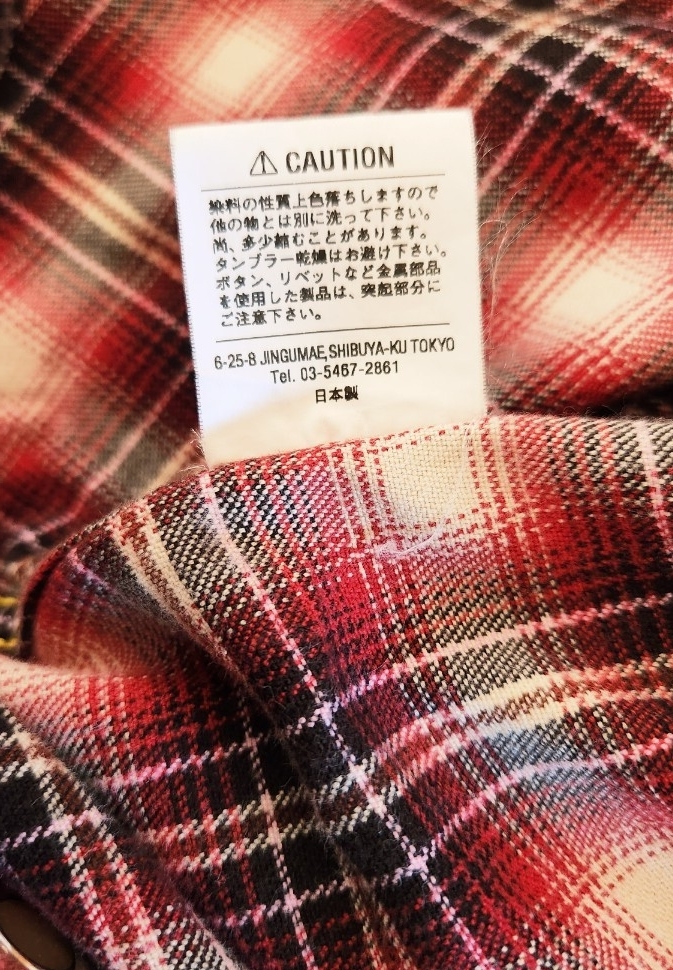 ⚠ CAUTION
染料の性質上色落ちしますので
他の物とは別に洗って下さい。
尚、多少縮むことがあります。
タンブラー乾燥はお避け下さい。
ボタン、リベットなど金属部品
を使用した製品は、突起部分に
ご注意下さい。
6-25-8 JINGUMAE,SHIBUYA-KU TOKYO
Tel. 03-5467-2861
日本製